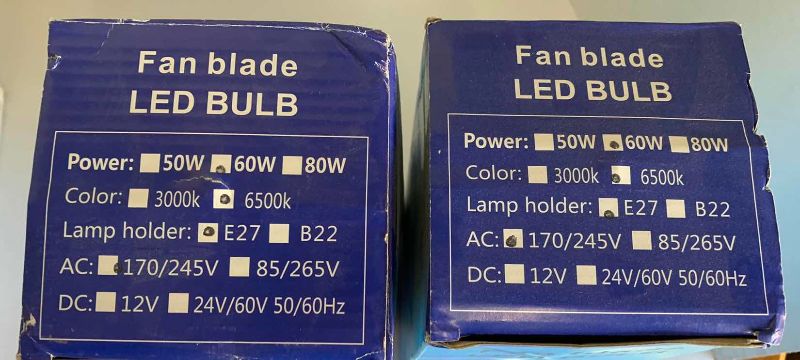 Fan blade
LED BULB
Power: 50W 60W 80W
Color: 3000k 6500k
Lamp holder: E27 B22
AC: 170/245V 85/265V
DC: 12V 24V/60V 50/60Hz
Fan blade
LED BULB
Power: 50W 60W 80W
Color: 3000k 6500k
Lamp holder: E27 B22
AC: 170/245V 85/265V
DC: 12V 24V/60V 50/60Hz